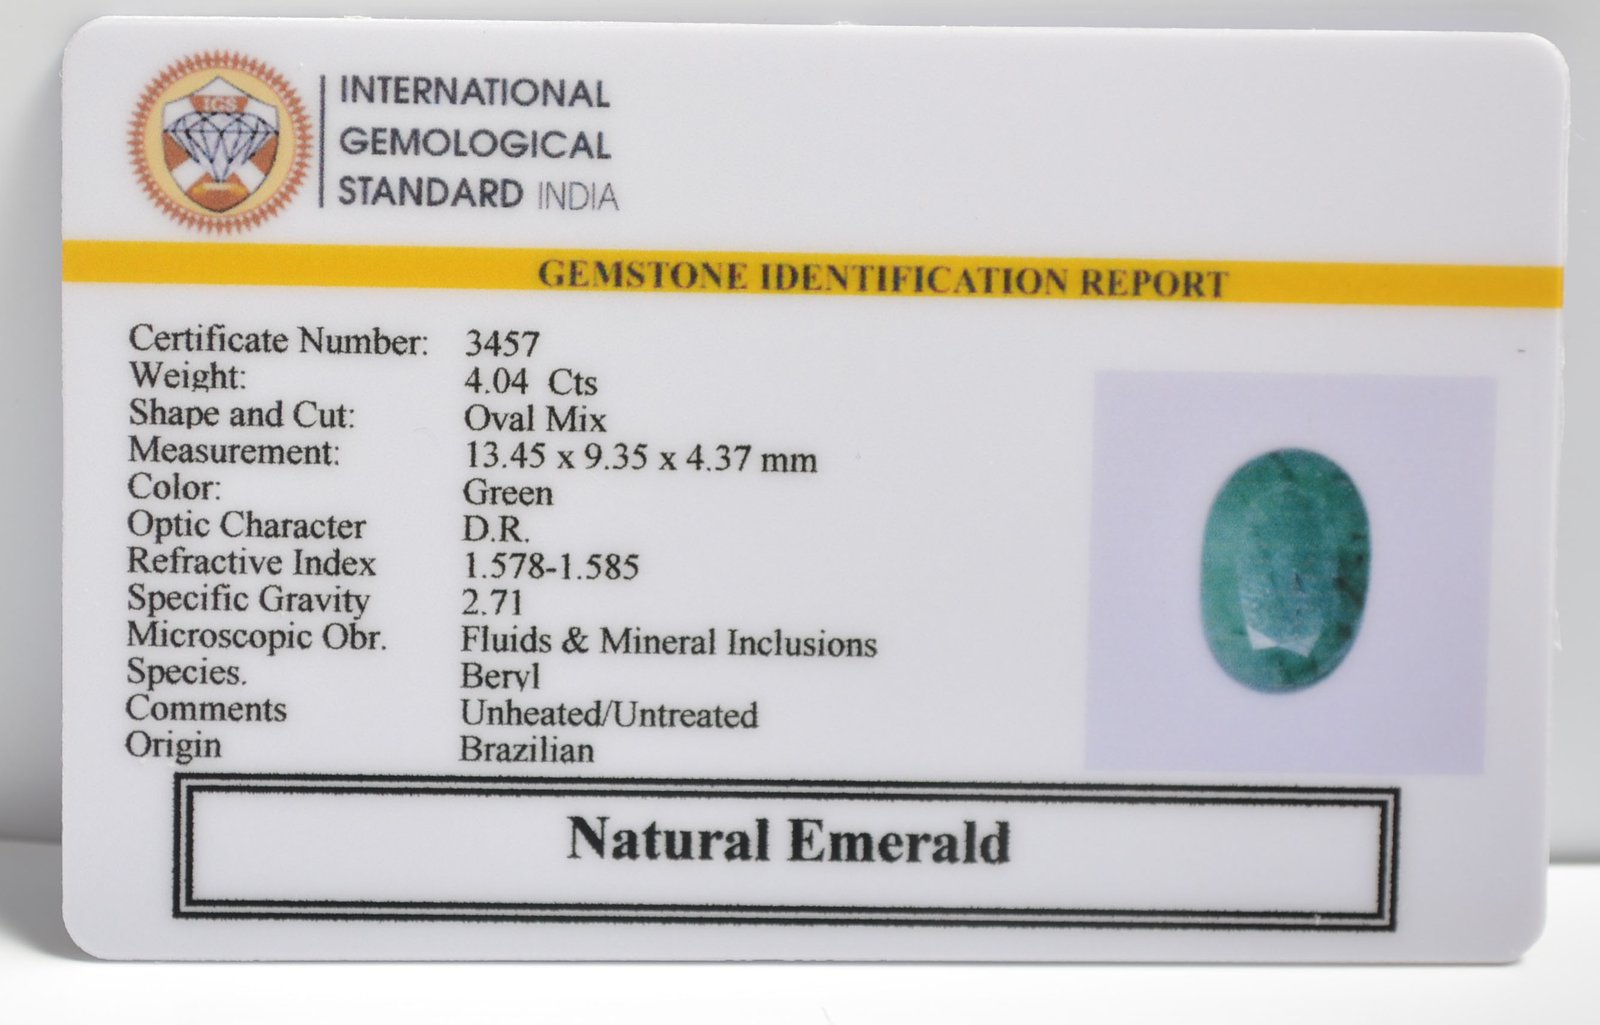 IGS
INTERNATIONAL
GEMOLOGICAL
STANDARD INDIA
GEMSTONE IDENTIFICATION REPORT
Certificate Number: 3457
Weight: 4.04 Cts
Shape and Cut: Oval Mix
Measurement: 13.45 x 9.35 x 4.37 mm
Color: Green
Optic Character D.R.
Refractive Index 1.578-1.585
Specific Gravity 2.71
Microscopic Obr. Fluids & Mineral Inclusions
Species. Beryl
Comments Unheated/Untreated
Origin Brazilian
Natural Emerald